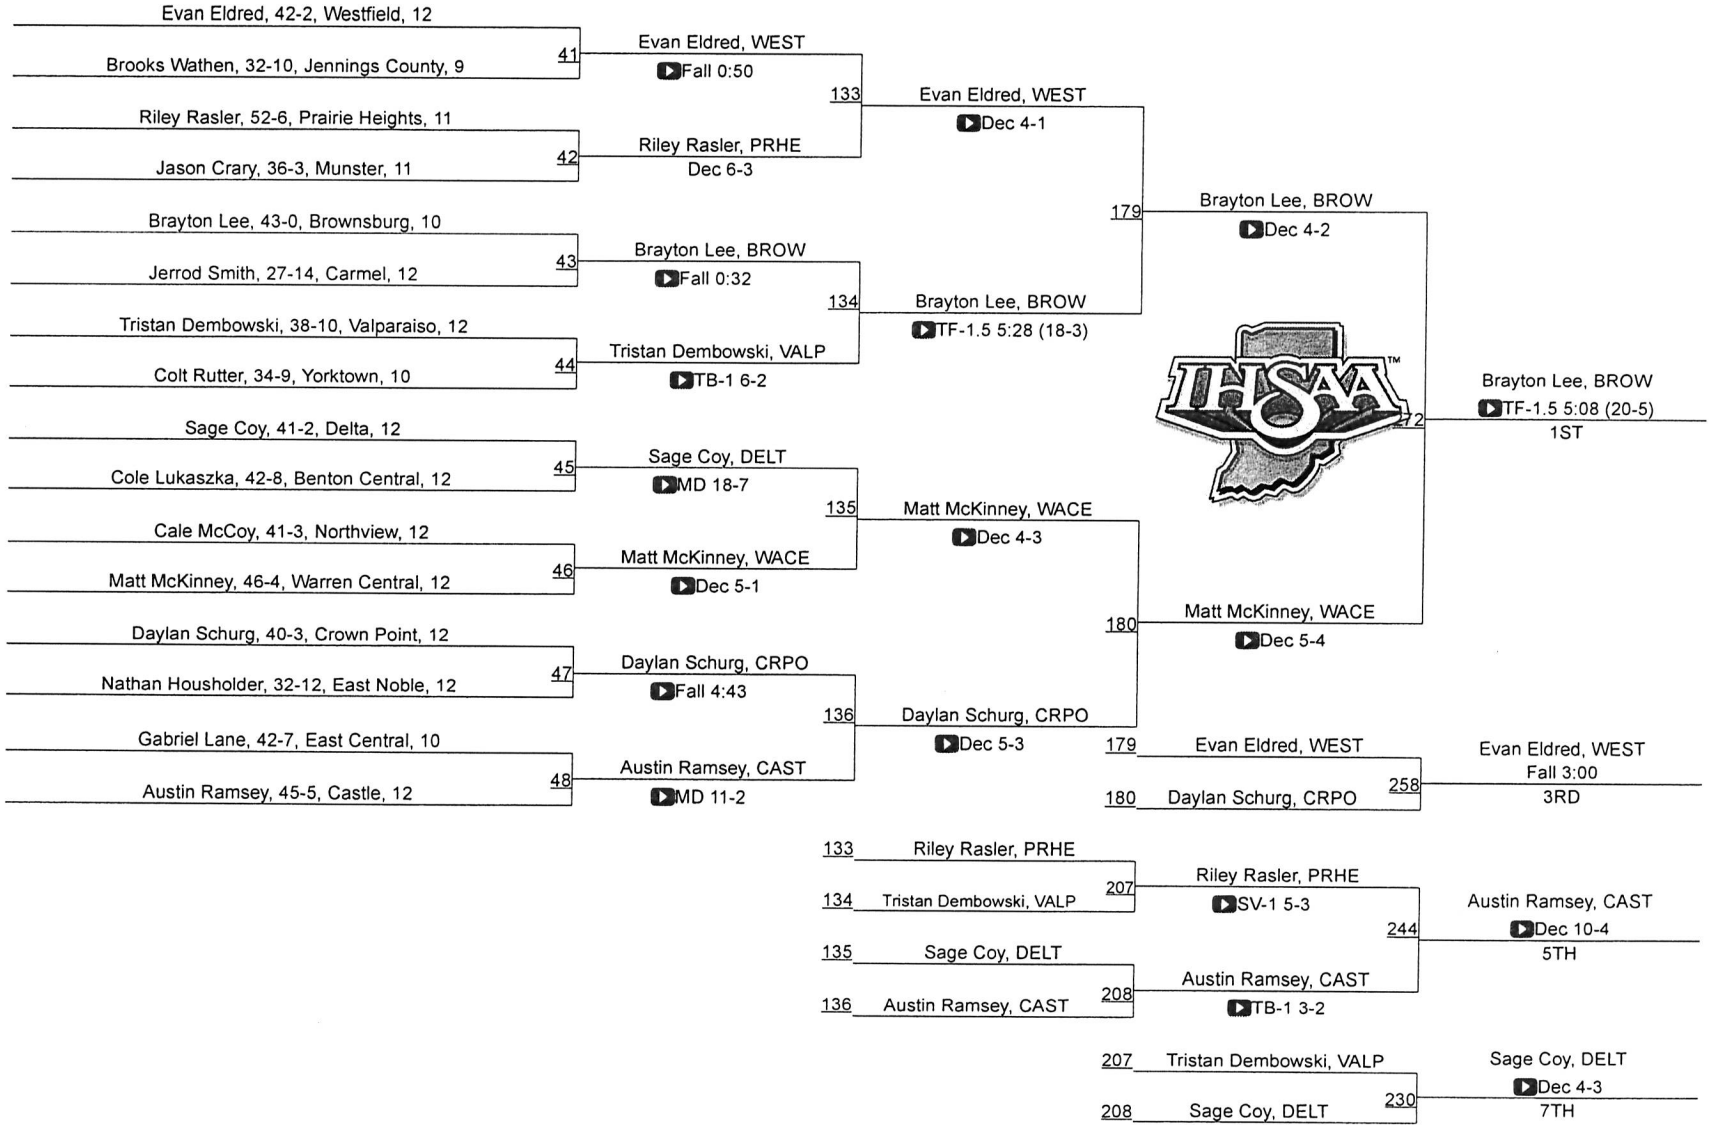 Evan Eldred, 42-2, Westfield, 12
Brooks Wathen, 32-10, Jennings County, 9
Riley Rasler, 52-6, Prairie Heights, 11
Jason Crary, 36-3, Munster, 11
Brayton Lee, 43-0, Brownsburg, 10
Jerrod Smith, 27-14, Carmel, 12
Tristan Dembowski, 38-10, Valparaiso, 12
Colt Rutter, 34-9, Yorktown, 10
Sage Coy, 41-2, Delta, 12
Cole Lukaszka, 42-8, Benton Central, 12
Cale McCoy, 41-3, Northview, 12
Matt McKinney, 46-4, Warren Central, 12
Daylan Schurg, 40-3, Crown Point, 12
Nathan Housholder, 32-12, East Noble, 12
Gabriel Lane, 42-7, East Central, 10
Austin Ramsey, 45-5, Castle, 12
41
Evan Eldred, WEST
Fall 0:50
42
Riley Rasler, PRHE
Dec 6-3
43
Brayton Lee, BROW
Fall 0:32
44
Tristan Dembowski, VALP
TB-1 6-2
45
Sage Coy, DELT
MD 18-7
46
Matt McKinney, WACE
Dec 5-1
47
Daylan Schurg, CRPO
Fall 4:43
48
Austin Ramsey, CAST
MD 11-2
133
Evan Eldred, WEST
Dec 4-1
134
Brayton Lee, BROW
TF-1.5 5:28 (18-3)
135
Matt McKinney, WACE
Dec 4-3
136
Daylan Schurg, CRPO
Dec 5-3
179
Brayton Lee, BROW
Dec 4-2
180
Matt McKinney, WACE
Dec 5-4
IHSAA™
272
Brayton Lee, BROW
TF-1.5 5:08 (20-5)
1ST
179
Evan Eldred, WEST
180
Daylan Schurg, CRPO
258
Evan Eldred, WEST
Fall 3:00
3RD
133
Riley Rasler, PRHE
134
Tristan Dembowski, VALP
135
Sage Coy, DELT
136
Austin Ramsey, CAST
207
Riley Rasler, PRHE
SV-1 5-3
208
Austin Ramsey, CAST
TB-1 3-2
244
Austin Ramsey, CAST
Dec 10-4
5TH
207
Tristan Dembowski, VALP
208
Sage Coy, DELT
230
Sage Coy, DELT
Dec 4-3
7TH